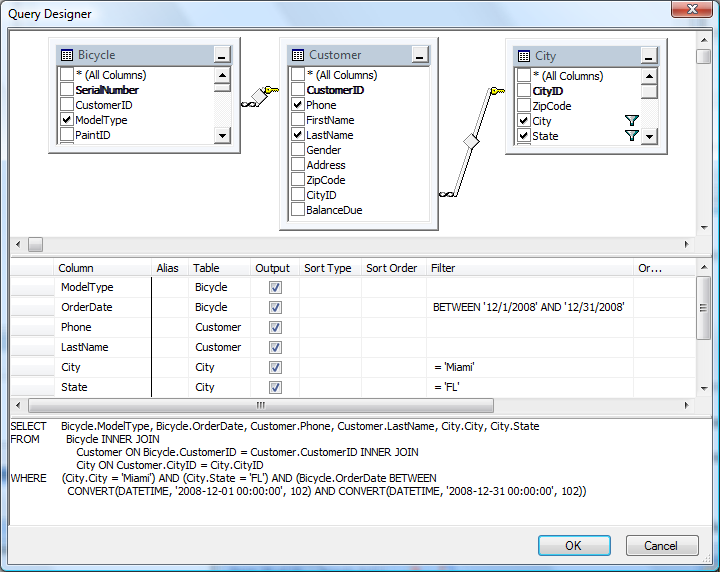 Query Designer
Bicycle
* (All Columns)
SerialNumber
CustomerID
ModelType
PaintID
Customer
* (All Columns)
CustomerID
Phone
FirstName
LastName
Gender
Address
ZipCode
CityID
BalanceDue
City
* (All Columns)
CityID
ZipCode
City
State
Column Alias Table Output Sort Type Sort Order Filter Or...
ModelType Bicycle
OrderDate Bicycle BETWEEN '12/1/2008' AND '12/31/2008'
Phone Customer
LastName Customer
City City = 'Miami'
State City = 'FL'
SELECT Bicycle.ModelType, Bicycle.OrderDate, Customer.Phone, Customer.LastName, City.City, City.State
FROM Bicycle INNER JOIN
Customer ON Bicycle.CustomerID = Customer.CustomerID INNER JOIN
City ON Customer.CityID = City.CityID
WHERE (City.City = 'Miami') AND (City.State = 'FL') AND (Bicycle.OrderDate BETWEEN
CONVERT(DATETIME, '2008-12-01 00:00:00', 102) AND CONVERT(DATETIME, '2008-12-31 00:00:00', 102))
OK Cancel